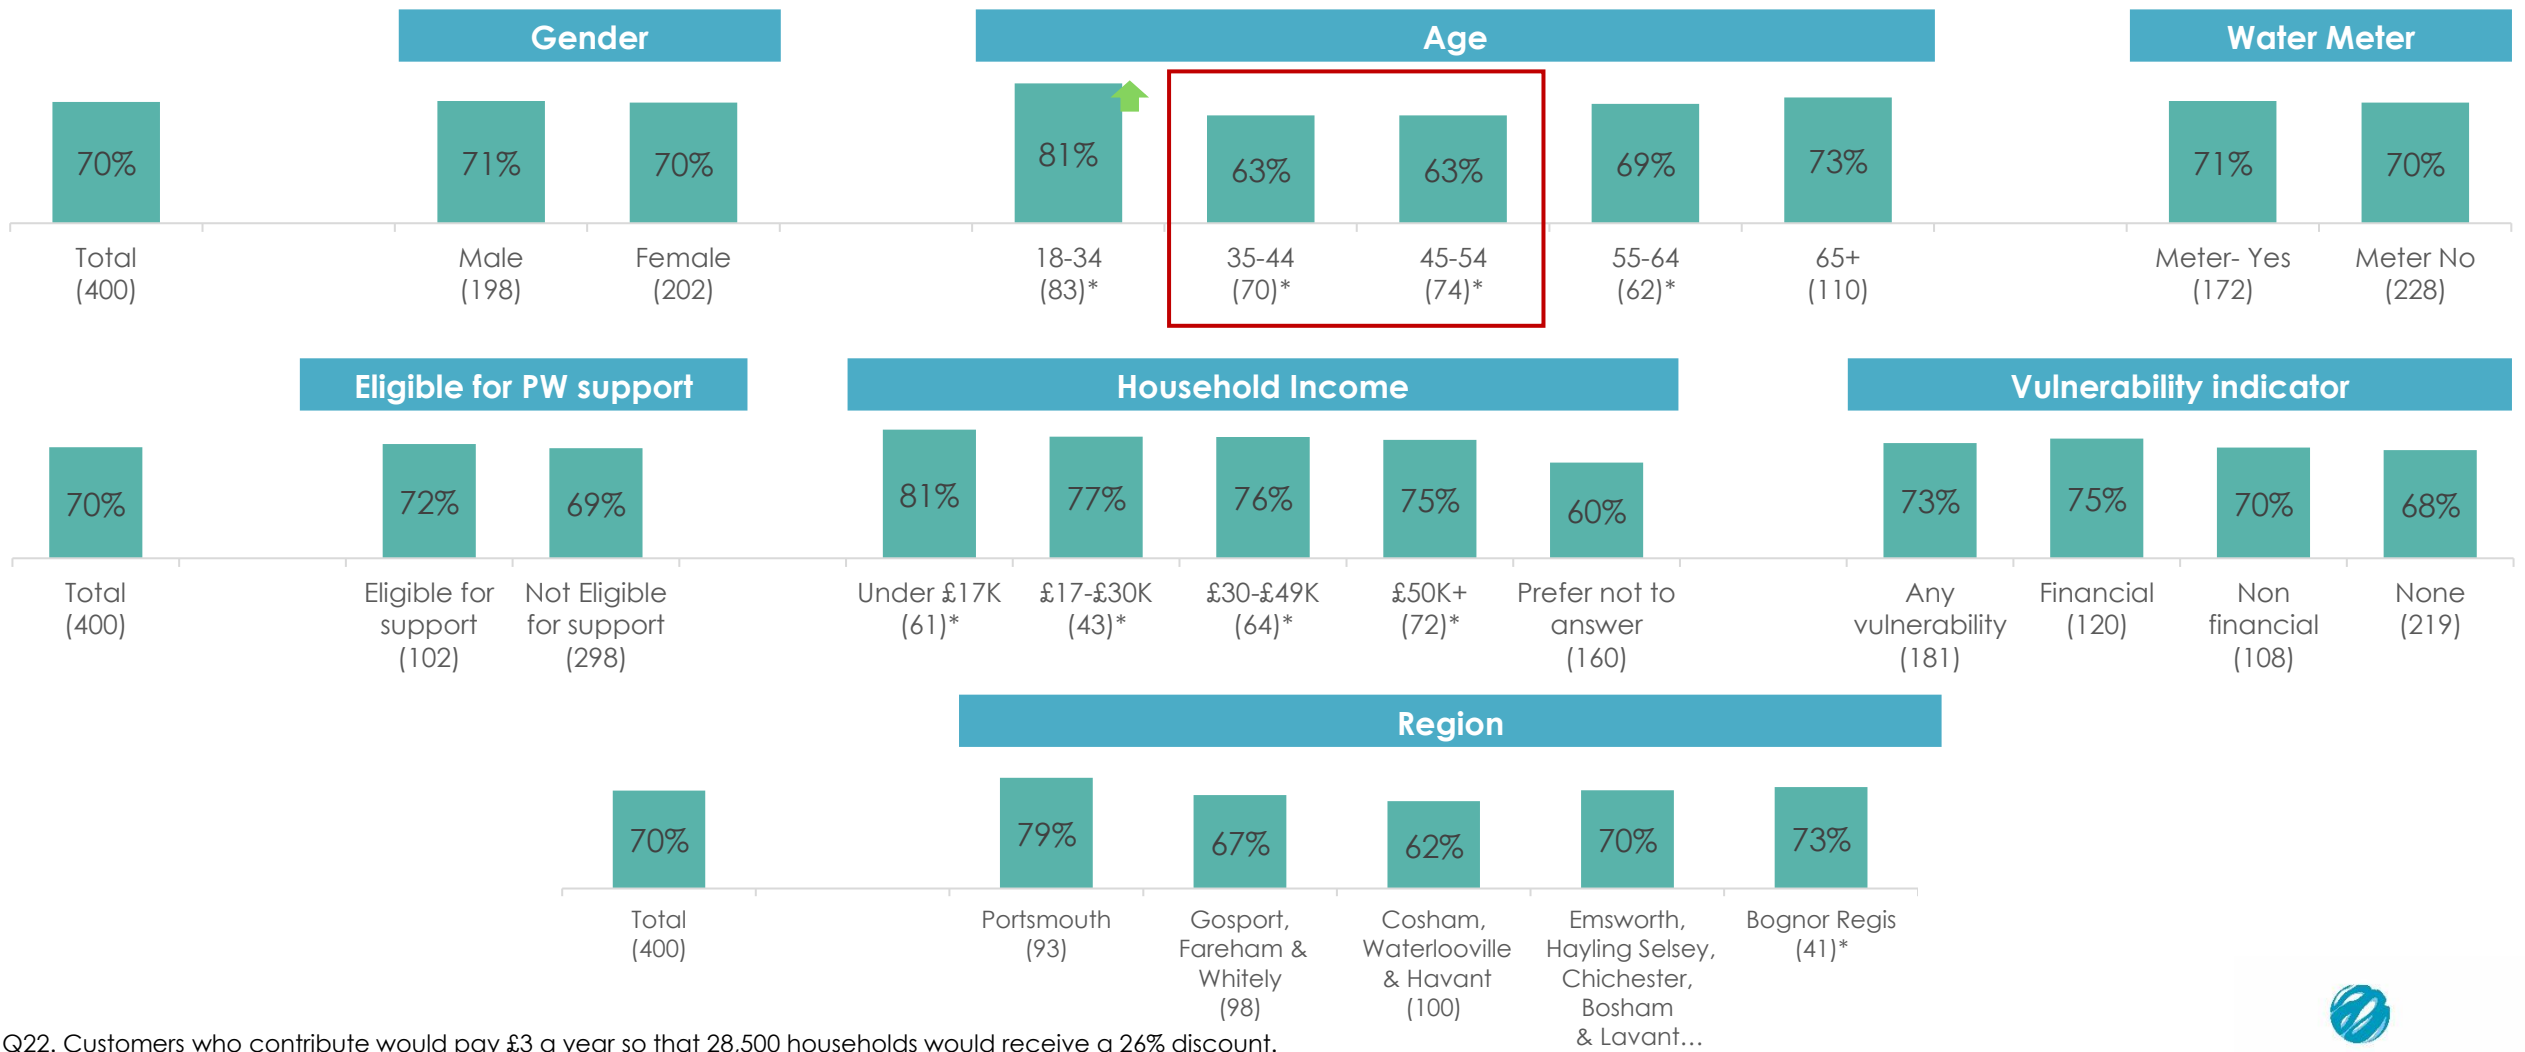 Gender
Age
Water Meter
70%
71%
70%
81%
63%
63%
69%
73%
71%
70%
Total
(400)
Male
(198)
Female
(202)
18-34
(83)*
35-44
(70)*
45-54
(74)*
55-64
(62)*
65+
(110)
Meter- Yes
(172)
Meter No
(228)
Eligible for PW support
Household Income
Vulnerability indicator
70%
72%
69%
81%
77%
76%
75%
60%
73%
75%
70%
68%
Total
(400)
Eligible for
support
(102)
Not Eligible
for support
(298)
Under £17K
(61)*
£17-£30K
(43)*
£30-£49K
(64)*
£50K+
(72)*
Prefer not to
answer
(160)
Any
vulnerability
(181)
Financial
(120)
Non
financial
(108)
None
(219)
Region
70%
79%
67%
62%
70%
73%
Total
(400)
Portsmouth
(93)
Gosport,
Fareham &
Whitely
(98)
Cosham,
Waterlooville
& Havant
(100)
Emsworth,
Hayling Selsey,
Chichester,
Bosham
& Lavant…
Bognor Regis
(41)*
Q22. Customers who contribute would pay £3 a year so that 28,500 households would receive a 26% discount.